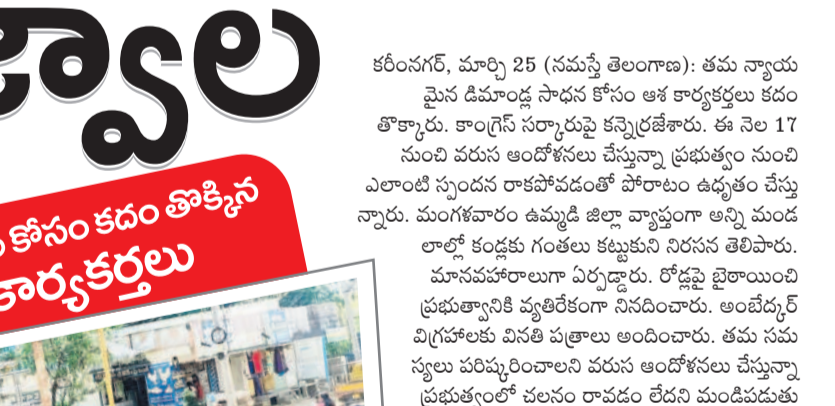 జ్వాల
కోసం కదం తొక్కిన
కార్యకర్తలు
కరీంనగర్, మార్చి 25 (నమస్తే తెలంగాణ): తమ న్యాయ
మైన డిమాండ్ల సాధన కోసం ఆశ కార్యకర్తలు కదం
తొక్కారు. కాంగ్రెస్ సర్కారుపై కన్నెర్రజేశారు. ఈ నెల 17
నుంచి వరుస ఆందోళనలు చేస్తున్నా ప్రభుత్వం నుంచి
ఎలాంటి స్పందన రాకపోవడంతో పోరాటం ఉధృతం చేస్తు
న్నారు. మంగళవారం ఉమ్మడి జిల్లా వ్యాప్తంగా అన్ని మండ
లాల్లో కండ్లకు గంతలు కట్టుకుని నిరసన తెలిపారు.
మానవహారాలుగా ఏర్పడ్డారు. రోడ్లపై బైఠాయించి
ప్రభుత్వానికి వ్యతిరేకంగా నినదించారు. అంబేద్కర్
విగ్రహాలకు వినతి పత్రాలు అందించారు. తమ సమ
స్యలు పరిష్కరించాలని వరుస ఆందోళనలు చేస్తున్నా
ప్రభుత్వంలో చలనం రావడం లేదని మండిపడుతు